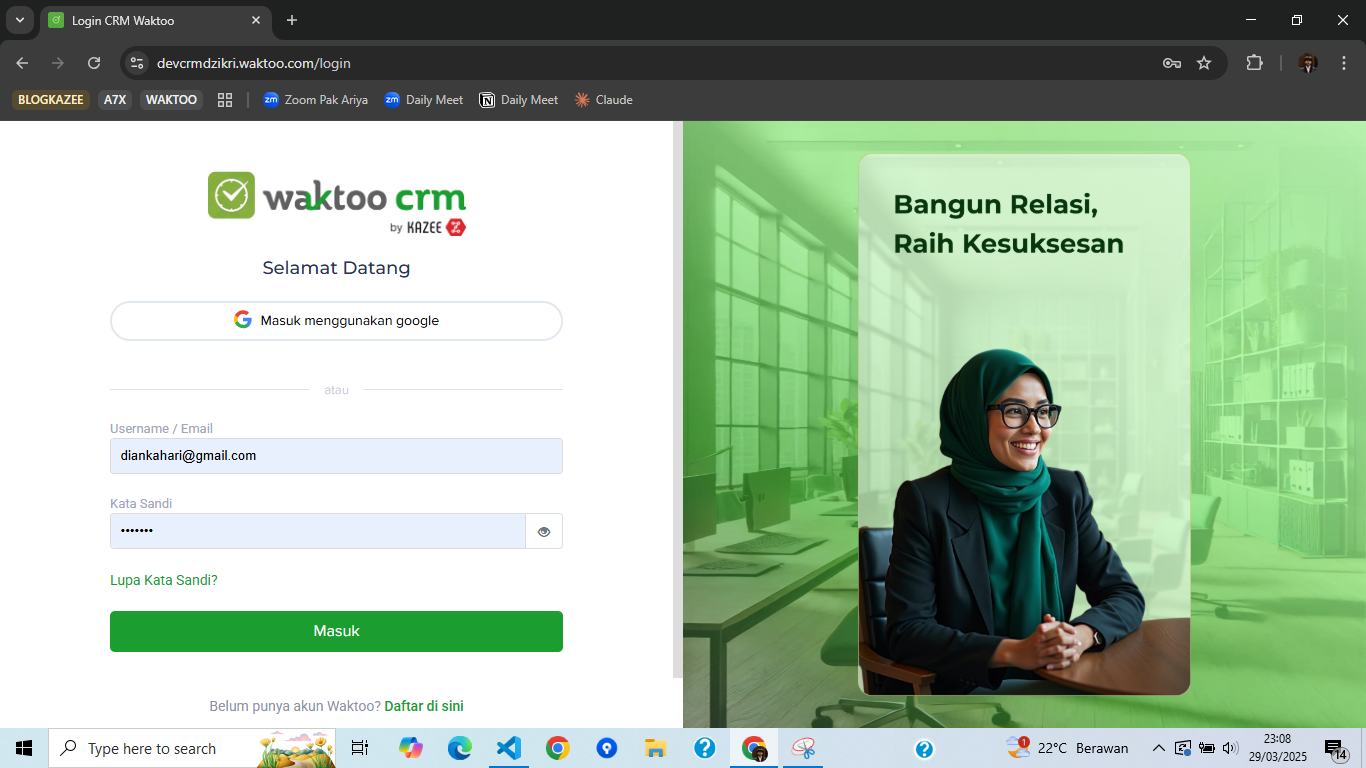 Login CRM Waktoo
devcrmdzikri.waktoo.com/login
BLOGKAZEE
A7X
WAKTOO
Zoom Pak Ariya
Daily Meet
Daily Meet
Claude
waktoo crm
by KAZEE
Selamat Datang
Masuk menggunakan google
atau
Username / Email
diankahari@gmail.com
Kata Sandi
•••••••
Lupa Kata Sandi?
Masuk
Belum punya akun Waktoo? Daftar di sini
Bangun Relasi,
Raih Kesuksesan
Type here to search
1
22°C Berawan
23:08
29/03/2025
14